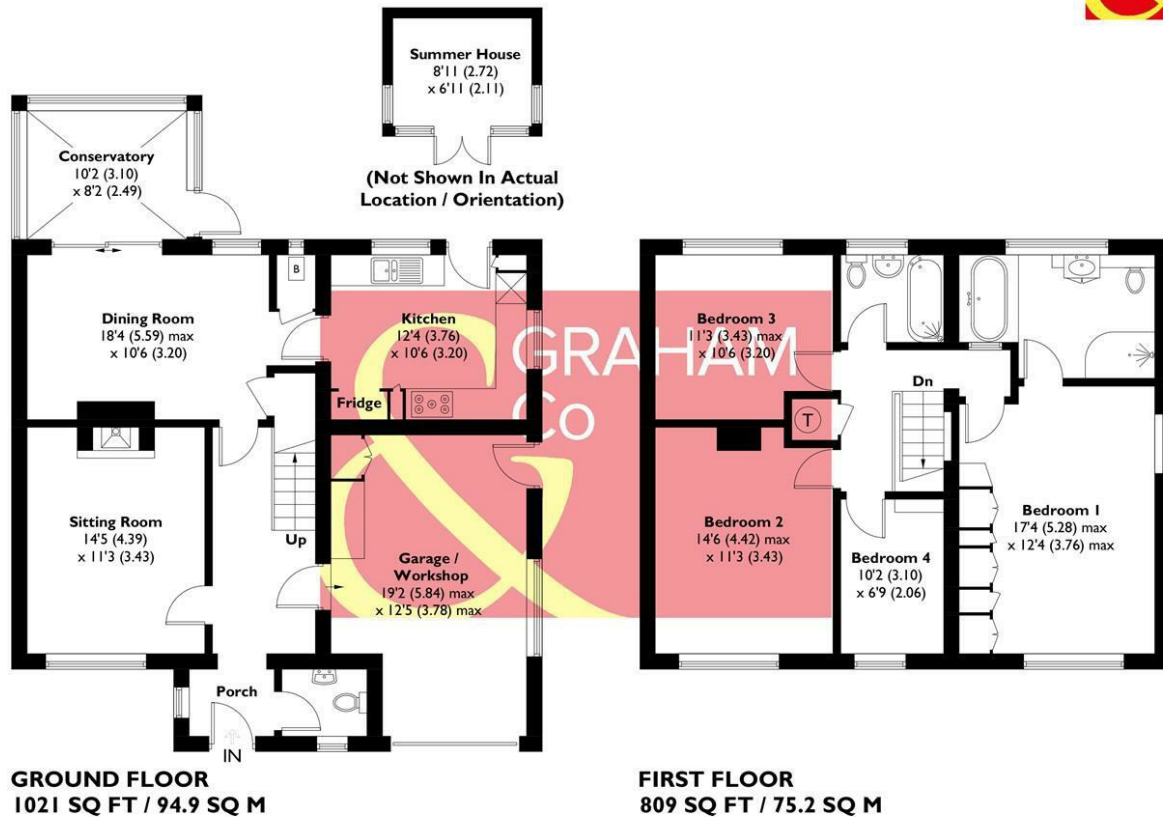 Summer House
8'11 (2.72)
x 6'11 (2.11)
(Not Shown In Actual
Location / Orientation)
Conservatory
10'2 (3.10)
x 8'2 (2.49)
B
Dining Room
18'4 (5.59) max
x 10'6 (3.20)
Kitchen
12'4 (3.76)
x 10'6 (3.20)
Fridge
Sitting Room
14'5 (4.39)
x 11'3 (3.43)
Up
Garage /
Workshop
19'2 (5.84) max
x 12'5 (3.78) max
Porch
IN
GROUND FLOOR
1021 SQ FT / 94.9 SQ M
Bedroom 3
11'3 (3.43) max
x 10'6 (3.20)
Dn
T
Bedroom 2
14'6 (4.42) max
x 11'3 (3.43)
Bedroom 4
10'2 (3.10)
x 6'9 (2.06)
Bedroom 1
17'4 (5.28) max
x 12'4 (3.76) max
FIRST FLOOR
809 SQ FT / 75.2 SQ M
&
GRAHAM
Co